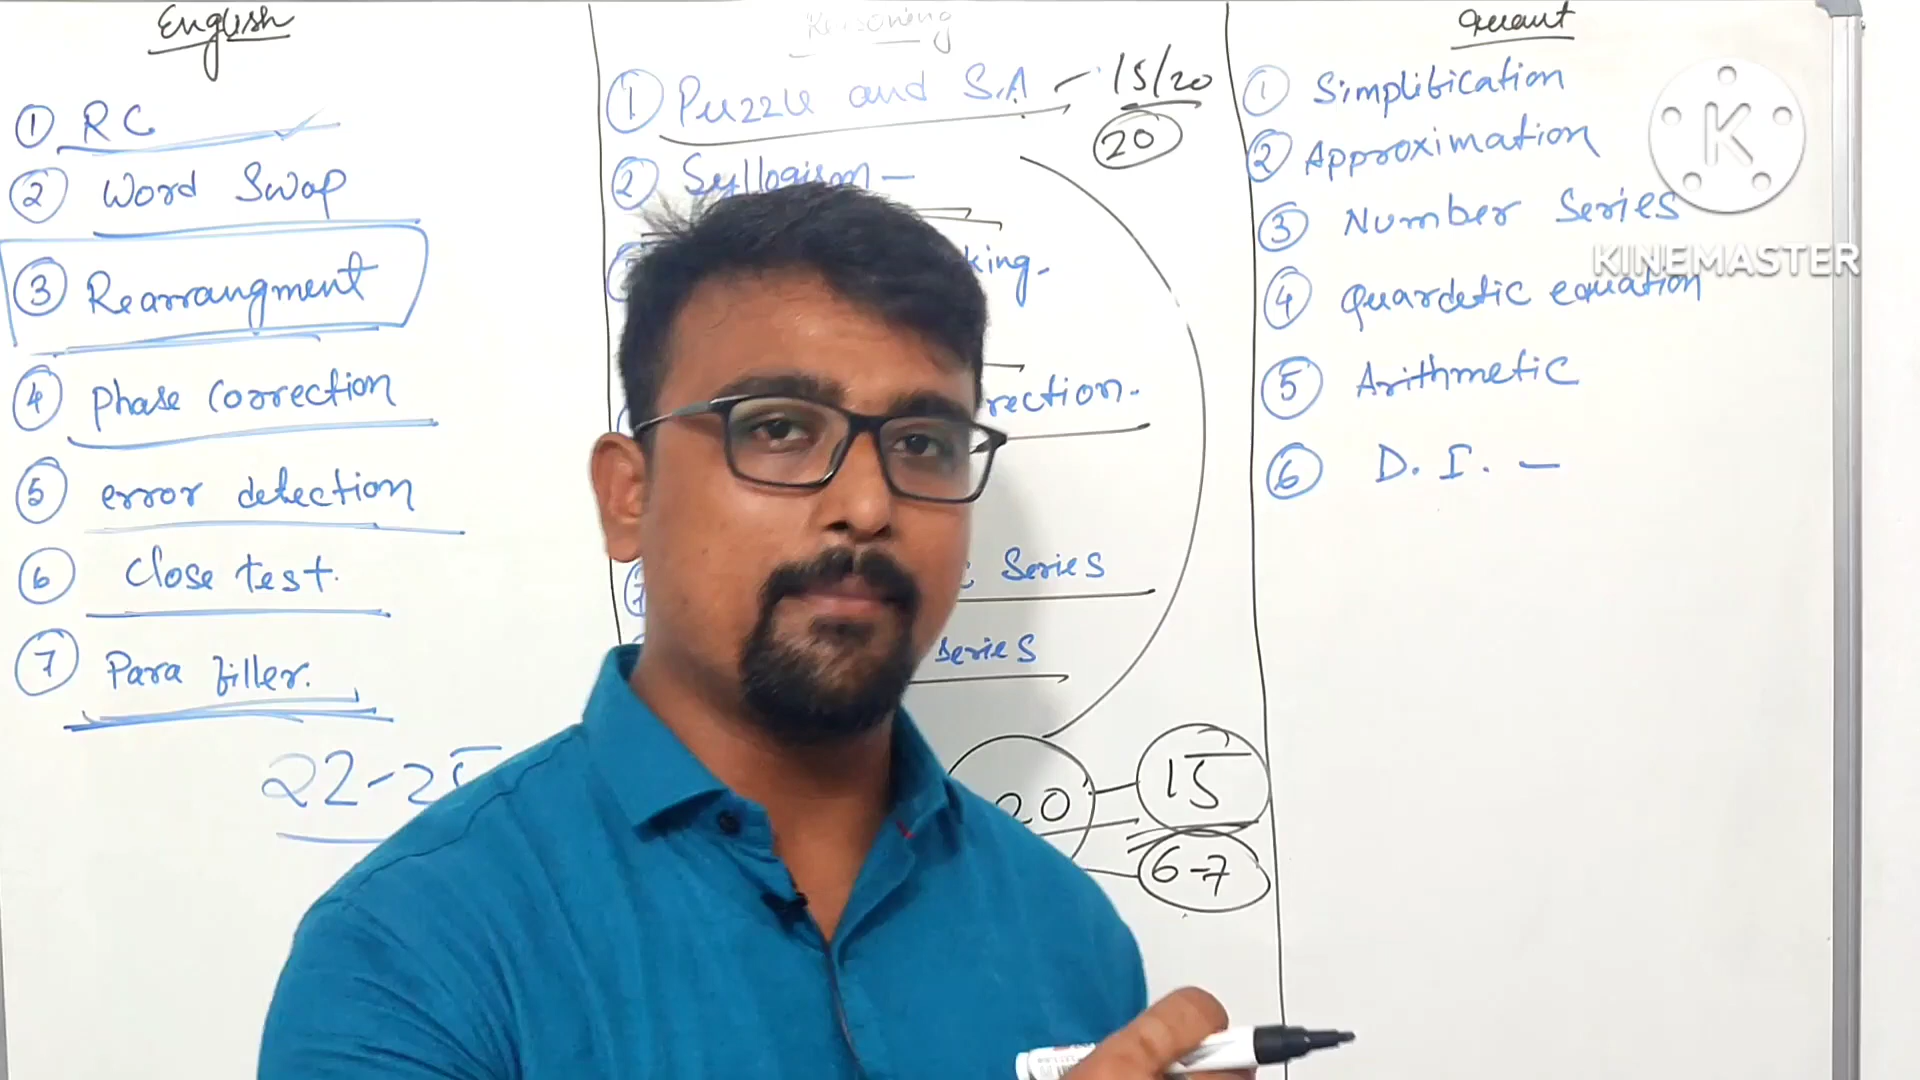 English
① RC
② Word Swap
③ Rearrangment
④ Phase Correction
⑤ error detection
⑥ Close test.
⑦ Para filler.
22-25
Reasoning
① Puzzle and S.A - 15/20
20
② Syllogism -
king.
rection.
Series
series
20 - 15
6-7
Quant
① Simplification
② Approximation
③ Number Series
④ Quardetic equation
⑤ Arithmetic
⑥ D.I. -
K
KINEMASTER